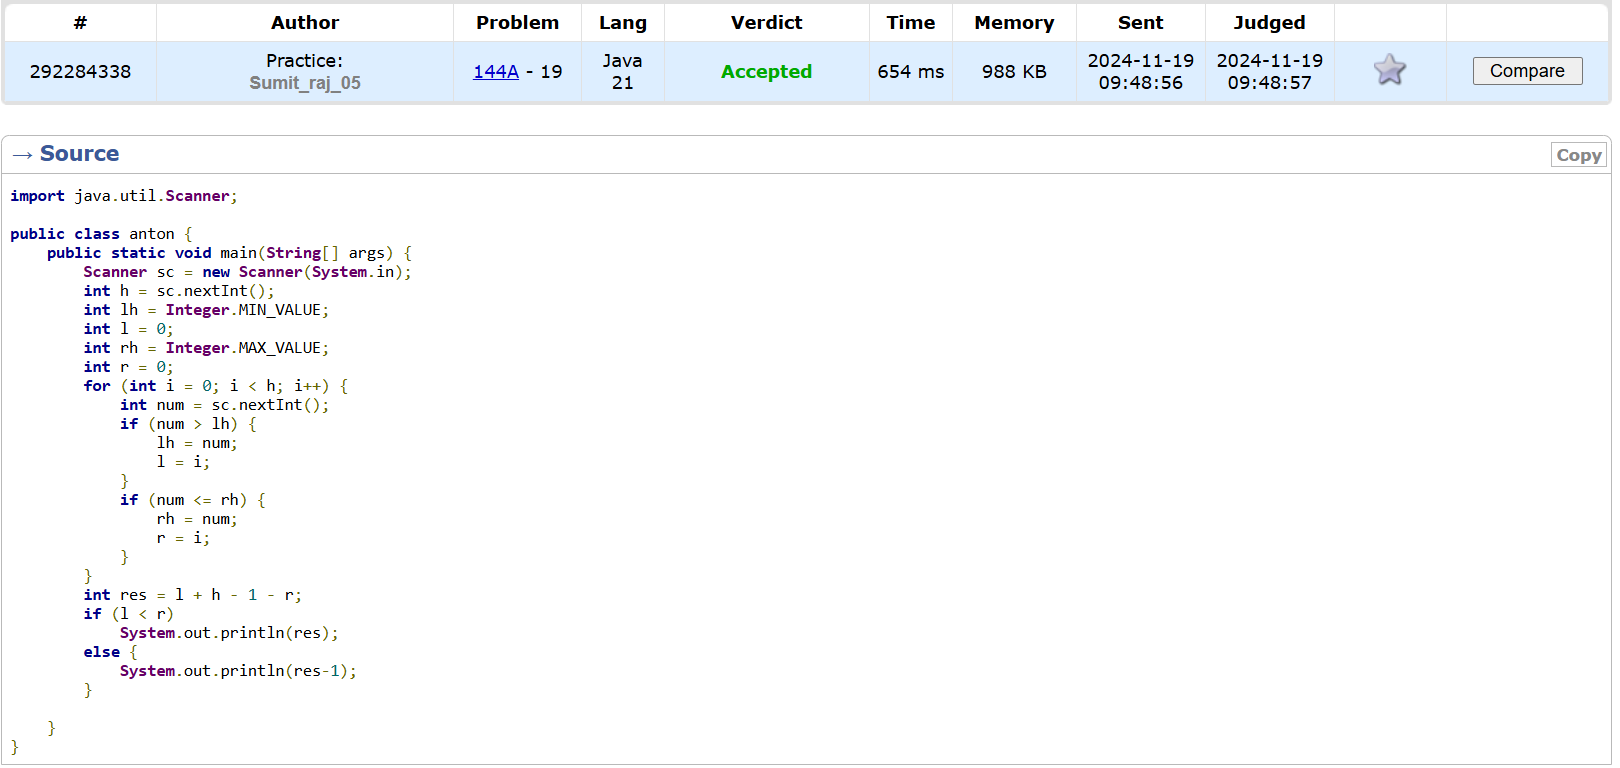 # Author Problem Lang Verdict Time Memory Sent Judged
292284338 Practice: Sumit_raj_05 144A - 19 Java 21 Accepted 654 ms 988 KB 2024-11-19 09:48:56 2024-11-19 09:48:57 Compare
→ Source Copy
import java.util.Scanner;

public class anton {
    public static void main(String[] args) {
        Scanner sc = new Scanner(System.in);
        int h = sc.nextInt();
        int lh = Integer.MIN_VALUE;
        int l = 0;
        int rh = Integer.MAX_VALUE;
        int r = 0;
        for (int i = 0; i < h; i++) {
            int num = sc.nextInt();
            if (num > lh) {
                lh = num;
                l = i;
            }
            if (num <= rh) {
                rh = num;
                r = i;
            }
        }
        int res = l + h - 1 - r;
        if (l < r)
            System.out.println(res);
        else {
            System.out.println(res-1);
        }

    }
}